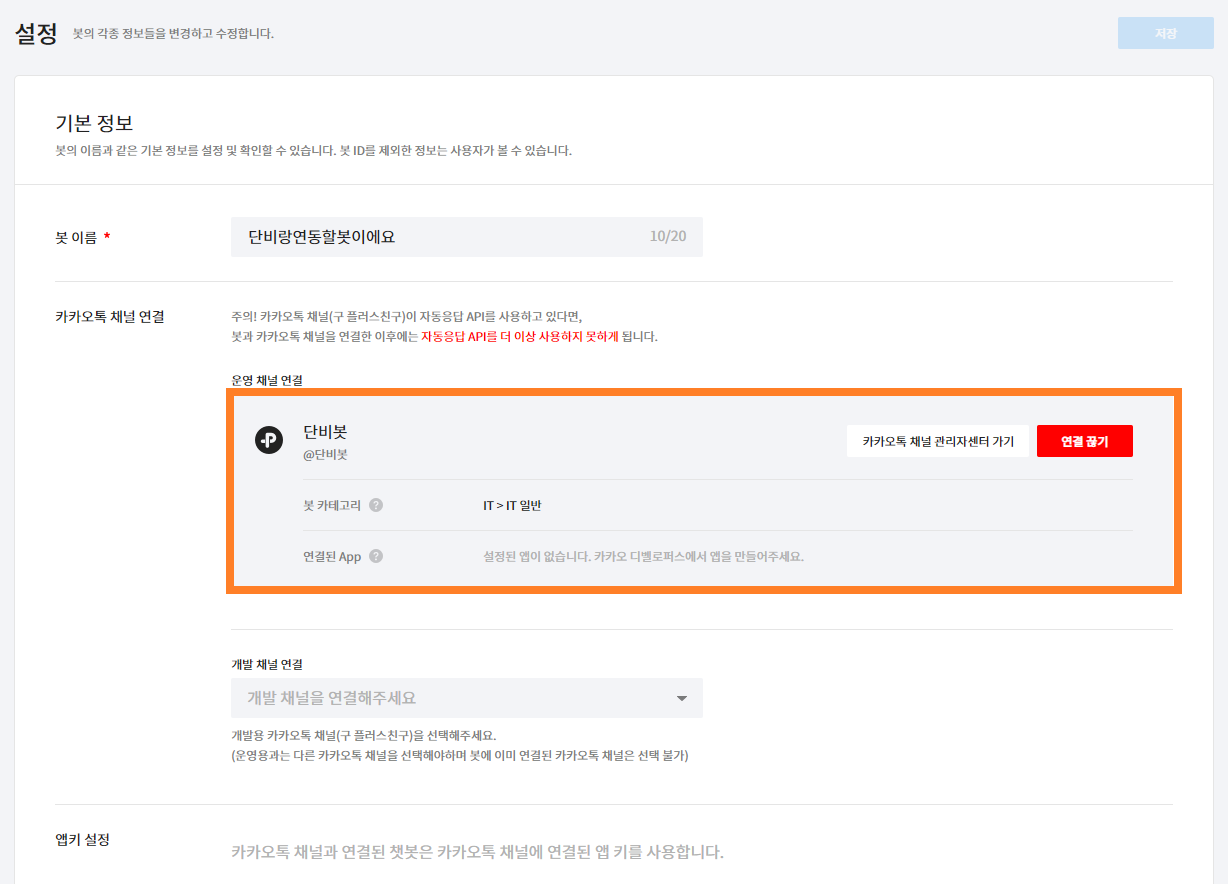 설정
봇의 각종 정보들을 변경하고 수정합니다.
저장
기본 정보
봇의 이름과 같은 기본 정보를 설정 및 확인할 수 있습니다. 봇 ID를 제외한 정보는 사용자가 볼 수 있습니다.
봇 이름 *
단비랑연동할봇이에요
10/20
카카오톡 채널 연결
주의! 카카오톡 채널(구 플러스친구)이 자동응답 API를 사용하고 있다면,
봇과 카카오톡 채널을 연결한 이후에는 자동응답 API를 더 이상 사용하지 못하게 됩니다.
운영 채널 연결
단비봇
@단비봇
카카오톡 채널 관리자센터 가기
연결 끊기
봇 카테고리 ?
IT > IT 일반
연결된 App ?
설정된 앱이 없습니다. 카카오 디벨로퍼스에서 앱을 만들어주세요.
개발 채널 연결
개발 채널을 연결해주세요
개발용 카카오톡 채널(구 플러스친구)을 선택해주세요.
(운영용과는 다른 카카오톡 채널을 선택해야하며 봇에 이미 연결된 카카오톡 채널은 선택 불가)
앱키 설정
카카오톡 채널과 연결된 챗봇은 카카오톡 채널에 연결된 앱 키를 사용합니다.